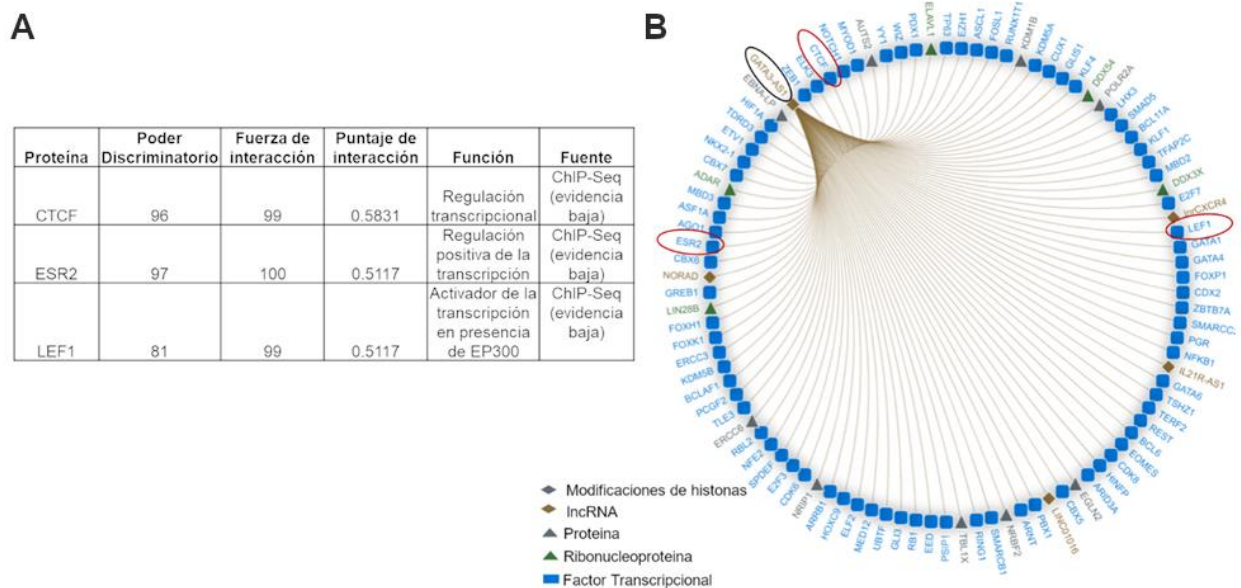 A
B
Proteína
Poder
Discriminatorio
Fuerza de
interacción
Puntaje de
interacción
Función
Fuente
CTCF
96
99
0.5831
Regulación
transcripcional
ChIP-Seq
(evidencia
baja)
ESR2
97
100
0.5117
Regulación
positiva de la
transcripción
ChIP-Seq
(evidencia
baja)
LEF1
81
99
0.5117
Activador de la
transcripción
en presencia
de EP300
ChIP-Seq
(evidencia
baja)
GATA3-AS1
ZEB1
ELK3
CTCF
NOTCH1
MYOD1
AUTS2
YY1
WIZ
PDX1
ELAVL1
TP63
EZH1
ASCL1
FOSL1
RUNX1T1
KDM1B
KDM5A
CUX1
GLIS1
KLF4
DDX54
POLR2A
LHX3
SMAD5
BCL11A
KLF1
TFAP2C
MBD2
DDX3X
E2F7
lnrCXCR4
LEF1
GATA1
GATA4
FOXP1
CDX2
ZBTB7A
PGR
NFKB1
IL21R-AS1
GATA6
TSHZ1
TERF2
REST
BCL6
EOMES
CDK8
HINFP
ARID3A
EGLN2
CBX5
LINC01016
PBX1
ARNT
NRBF2
SMARCB1
RING1
TBL1X
PSIP1
EED
RB1
GLI3
UBTF
MED12
ELF2
HOXC9
ARRB1
NRIP1
CDK6
E2F3
SPDEF
NFE2
RBL2
ERCC6
TLE3
PCGF2
BCLAF1
KDM5B
ERCC3
FOXK1
FOXH1
LIN28B
GREB1
NORAD
CBX6
ESR2
AGO1
ASF1A
MBD3
ADAR
CBX7
NKX2-1
ETV1
TDRD3
HIF1A
EBNA-LP
Modificaciones de histonas
lncRNA
Proteina
Ribonucleoproteina
Factor Transcripcional